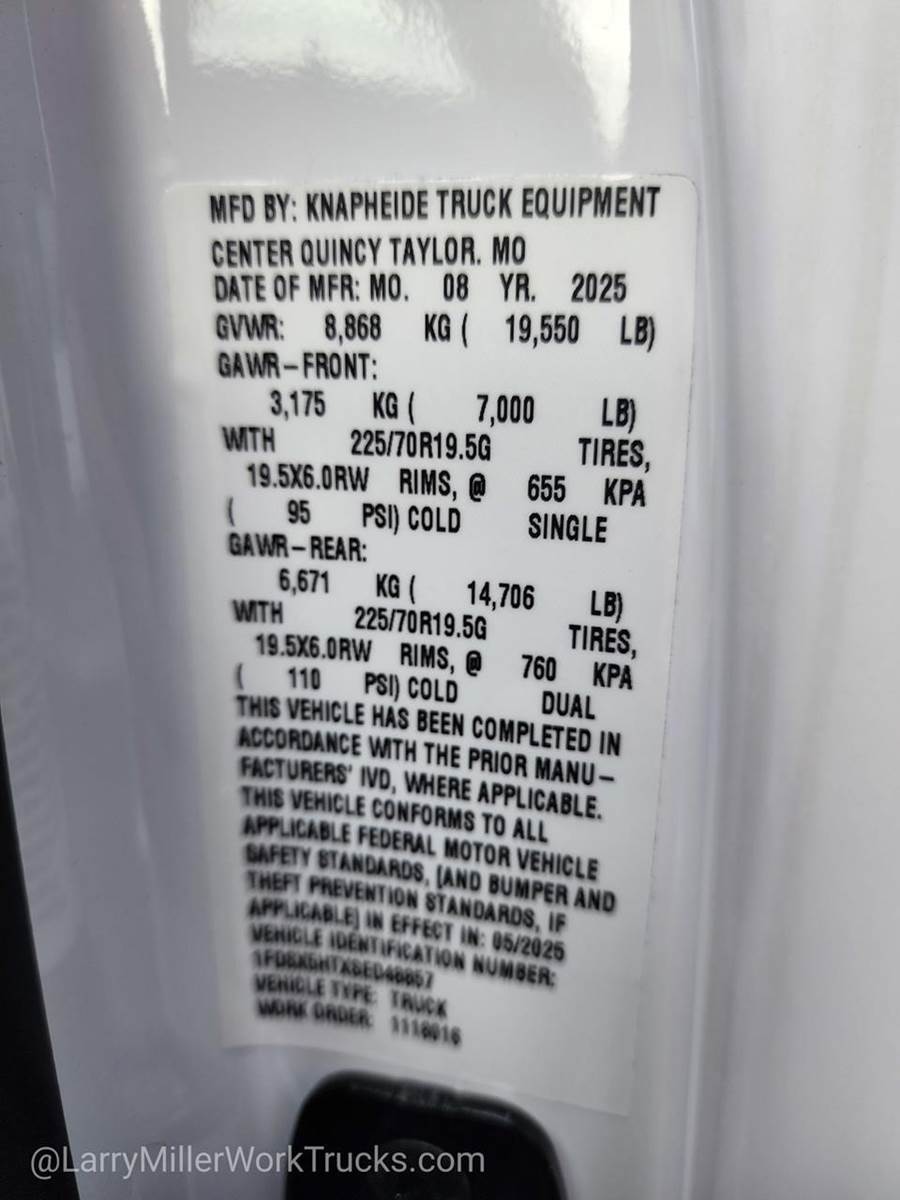 MFD BY: KNAPHEIDE TRUCK EQUIPMENT
CENTER QUINCY TAYLOR. MO
DATE OF MFR: MO. 08 YR. 2025
GVWR: 8,868 KG ( 19,550 LB)
GAWR-FRONT:
3,175 KG ( 7,000 LB)
WITH 225/70R19.5G TIRES,
19.5X6.0RW RIMS, @ 655 KPA
( 95 PSI) COLD SINGLE
GAWR-REAR:
6,671 KG ( 14,706 LB)
WITH 225/70R19.5G TIRES,
19.5X6.0RW RIMS, @ 760 KPA
( 110 PSI) COLD DUAL
THIS VEHICLE HAS BEEN COMPLETED IN
ACCORDANCE WITH THE PRIOR MANU-
FACTURERS' IVD, WHERE APPLICABLE.
THIS VEHICLE CONFORMS TO ALL
APPLICABLE FEDERAL MOTOR VEHICLE
SAFETY STANDARDS, [AND BUMPER AND
THEFT PREVENTION STANDARDS, IF
APPLICABLE] IN EFFECT IN: 05/2025
VEHICLE IDENTIFICATION NUMBER:
VEHICLE TYPE: TRUCK
WORK ORDER:
@LarryMillerWorkTrucks.com